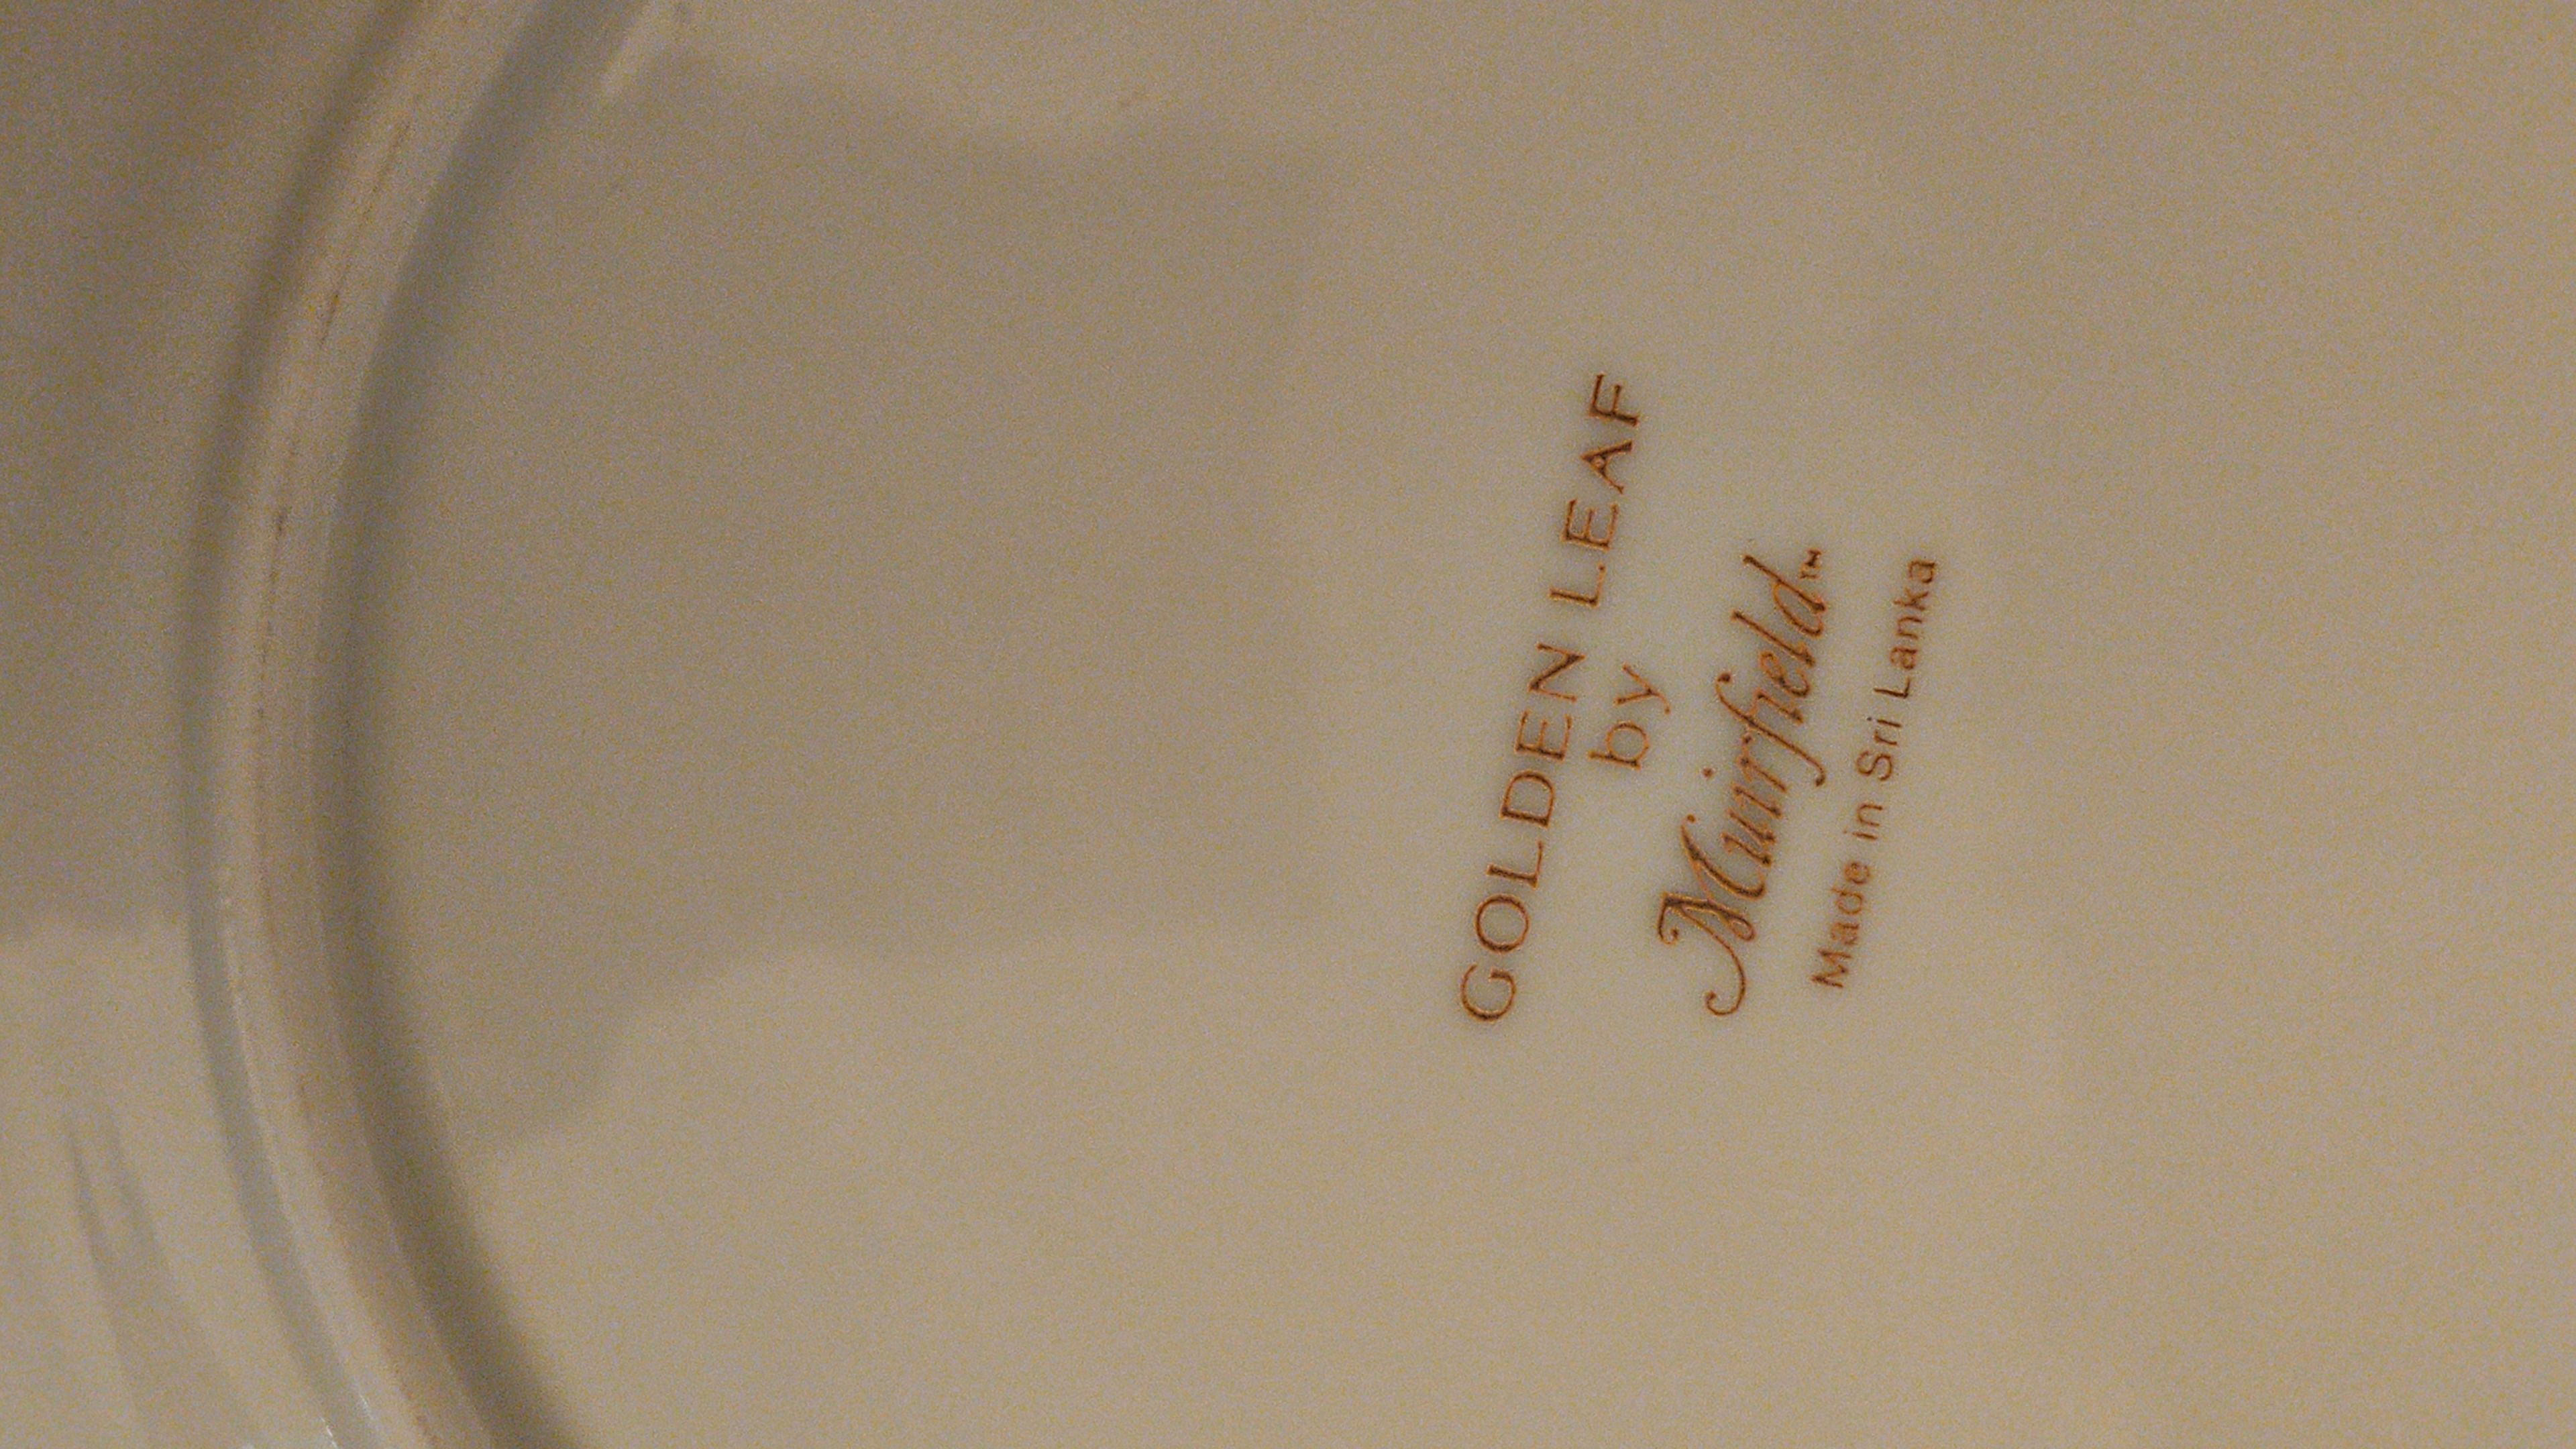 GOLDEN LEAF
by
Muirfield™
Made in Sri Lanka